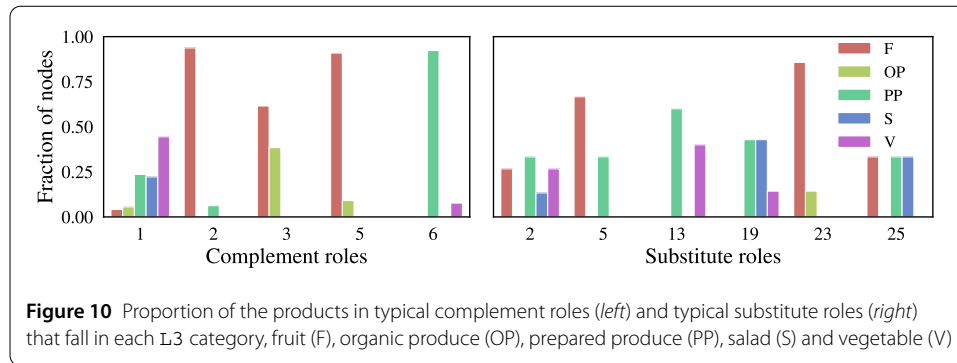 1.00
0.75
0.50
0.25
0.00
Fraction of nodes
1 2 3 5 6
Complement roles
F
OP
PP
S
V
2 5 13 19 23 25
Substitute roles
Figure 10 Proportion of the products in typical complement roles (left) and typical substitute roles (right)
that fall in each L3 category, fruit (F), organic produce (OP), prepared produce (PP), salad (S) and vegetable (V)